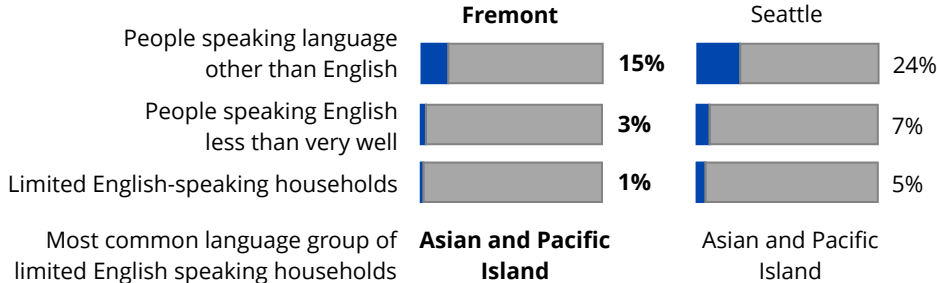 Fremont Seattle
People speaking language
other than English
15% 24%
People speaking English
less than very well
3% 7%
Limited English-speaking households 1% 5%
Most common language group of
limited English speaking households
Asian and Pacific
Island
Asian and Pacific
Island